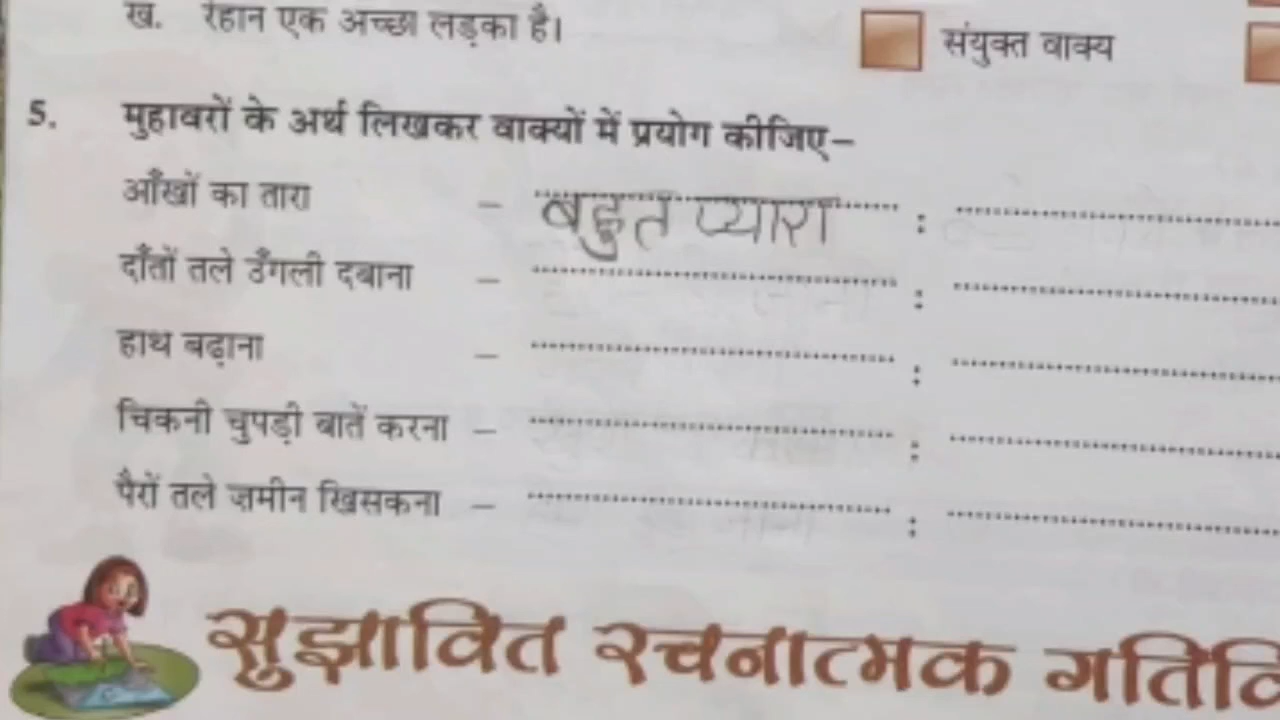 ख. रेहान एक अच्छा लड़का है। संयुक्त वाक्य
5. मुहावरों के अर्थ लिखकर वाक्यों में प्रयोग कीजिए–
आँखों का तारा – बहुत प्यारा :
दाँतों तले उँगली दबाना – :
हाथ बढ़ाना – :
चिकनी चुपड़ी बातें करना – :
पैरों तले ज़मीन खिसकना – :
सुझावित रचनात्मक